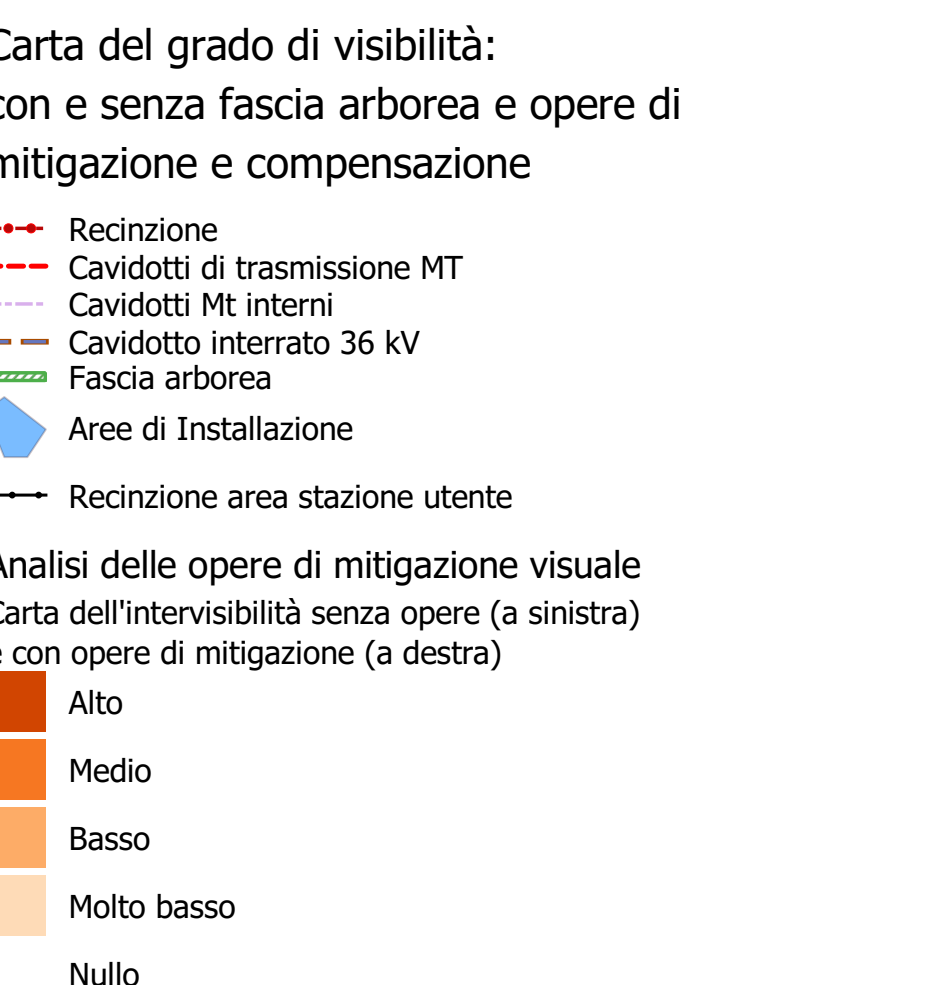 Carta del grado di visibilità:
con e senza fascia arborea e opere di
mitigazione e compensazione
Recinzione
Cavidotti di trasmissione MT
Cavidotti Mt interni
Cavidotto interrato 36 kV
Fascia arborea
Aree di Installazione
Recinzione area stazione utente
Analisi delle opere di mitigazione visuale
Carta dell'intervisibilità senza opere (a sinistra)
e con opere di mitigazione (a destra)
Alto
Medio
Basso
Molto basso
Nullo